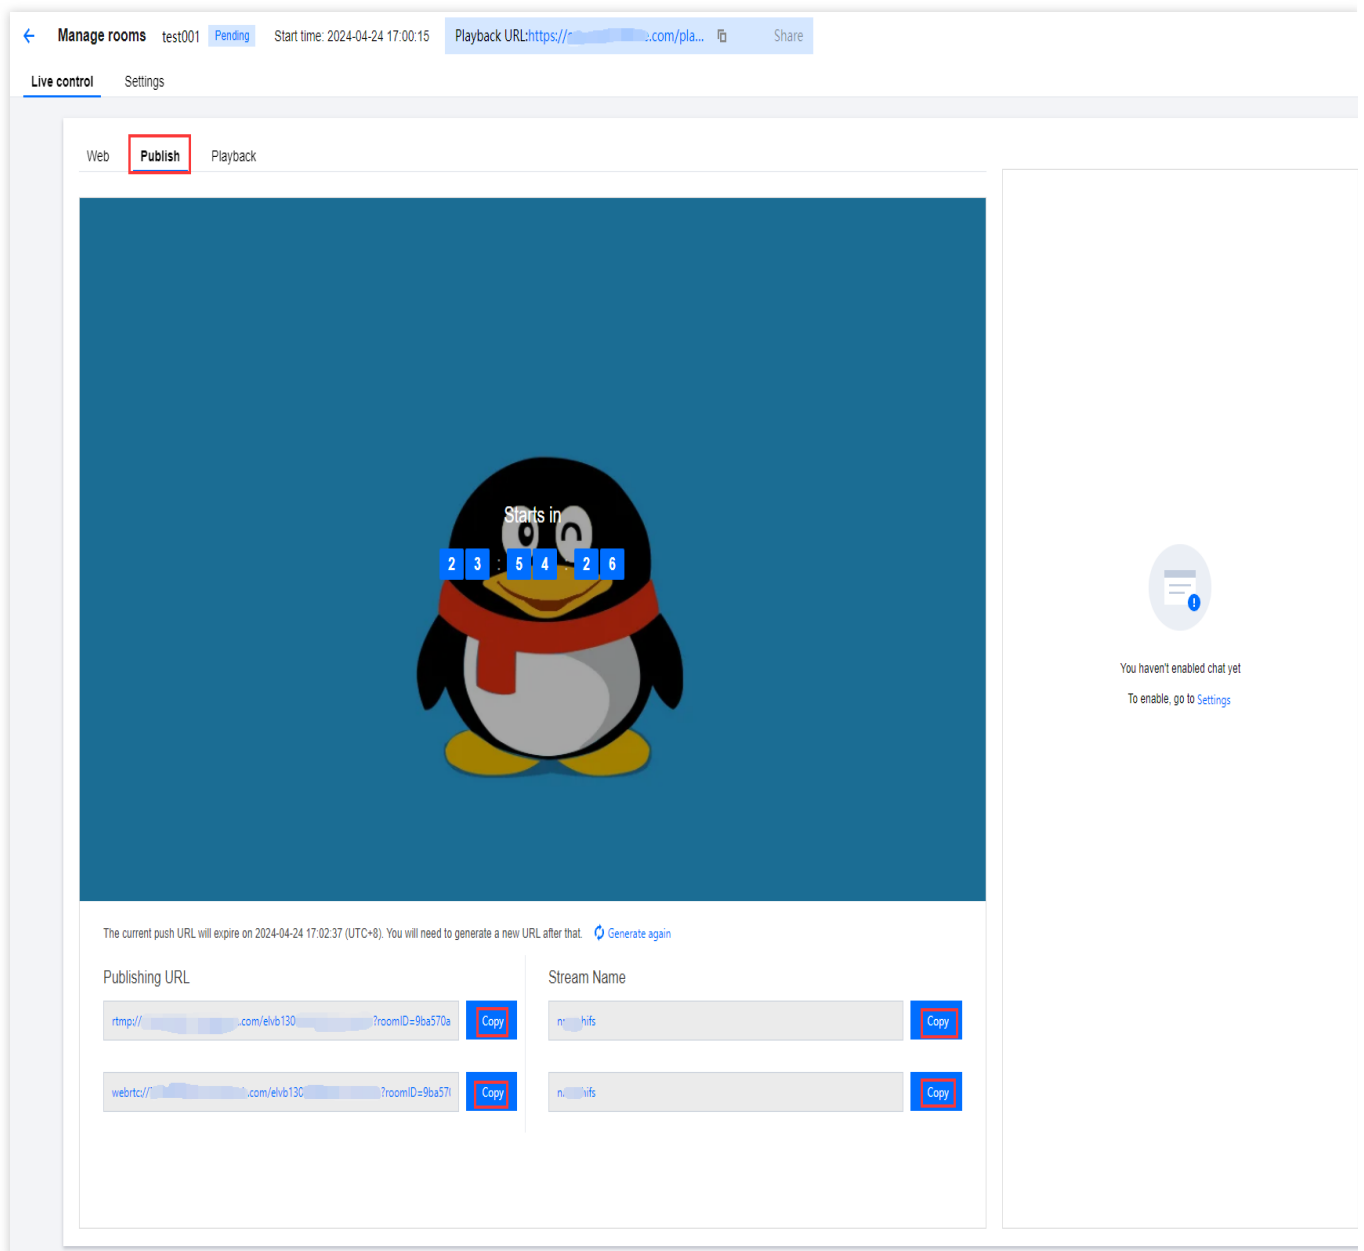 Manage rooms test001 Pending Start time: 2024-04-24 17:00:15 Playback URL:https:// .com/pla... Share
Live control Settings
Web Publish Playback
Starts in
2 3 : 5 4 : 2 6
You haven't enabled chat yet
To enable, go to Settings
The current push URL will expire on 2024-04-24 17:02:37 (UTC+8). You will need to generate a new URL after that. Generate again
Publishing URL Stream Name
rtmp:// .com/elvb130 ?roomID=9ba570a Copy hifs Copy
webrtc:// .com/elvb130 ?roomID=9ba57 Copy hifs Copy